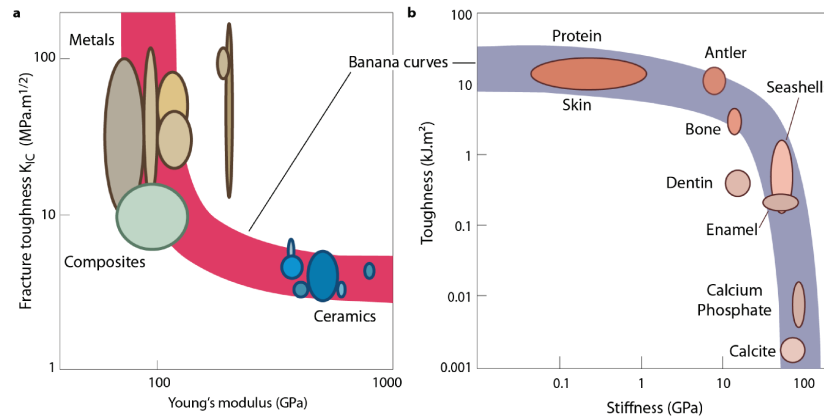 a
Metals
Fracture toughness K_IC (MPa.m^1/2)
100
10
1
Composites
Ceramics
100
1000
Young's modulus (GPa)
Banana curves
b
Toughness (kJ.m²)
100
10
1
0.1
0.01
0.001
Protein
Skin
Antler
Seashell
Bone
Dentin
Enamel
Calcium
Phosphate
Calcite
0.1
1
10
100
Stiffness (GPa)